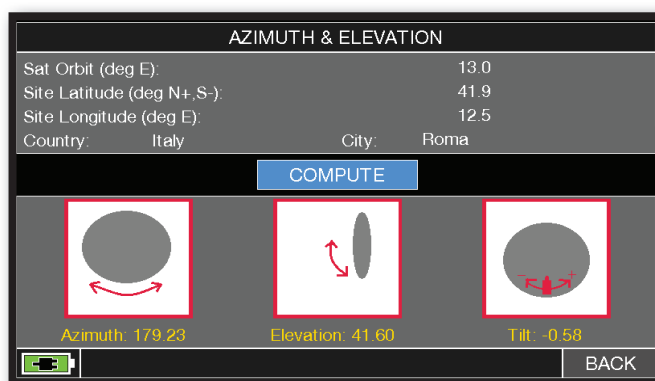 AZIMUTH & ELEVATION
Sat Orbit (deg E): 13.0
Site Latitude (deg N+,S-): 41.9
Site Longitude (deg E): 12.5
Country: Italy City: Roma
COMPUTE
- +
Azimuth: 179.23 Elevation: 41.60 Tilt: -0.58
BACK